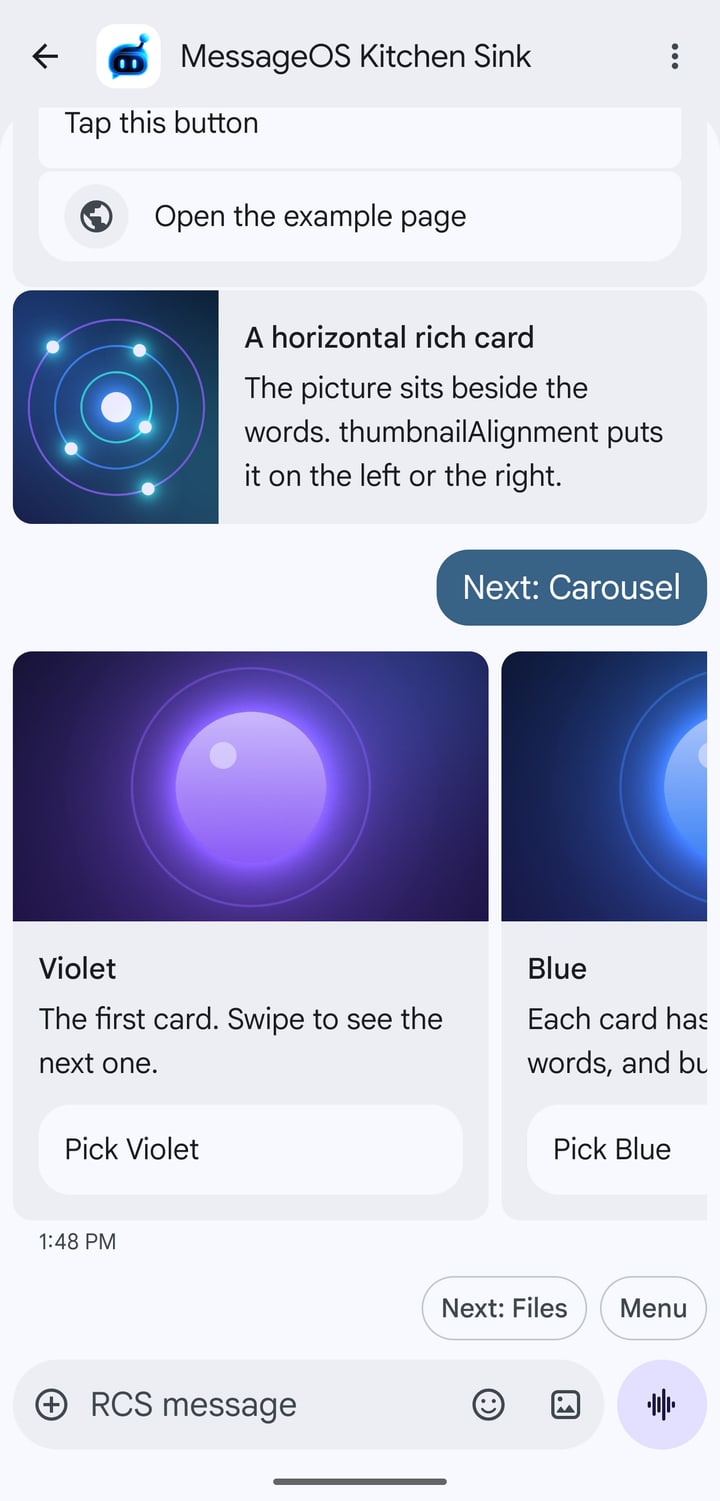 MessageOS Kitchen Sink
Tap this button
Open the example page
A horizontal rich card
The picture sits beside the
words. thumbnailAlignment puts
it on the left or the right.
Next: Carousel
Violet
The first card. Swipe to see the
next one.
Pick Violet
Blue
Each card has
words, and
Pick Blue
1:48 PM
Next: Files
Menu
RCS message